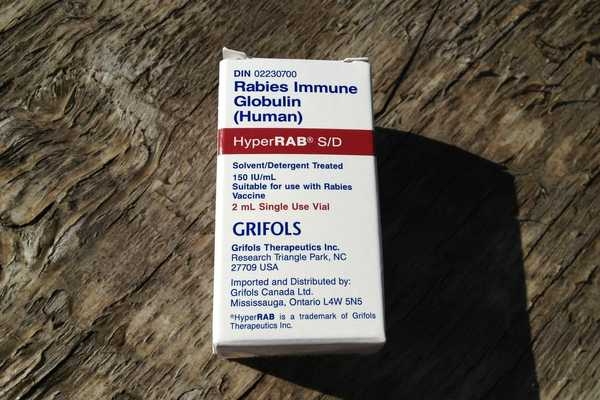 DIN 02230700
Rabies Immune
Globulin
(Human)
HyperRAB® S/D
Solvent/Detergent Treated
150 IU/mL
Suitable for use with Rabies
Vaccine
2 mL Single Use Vial
GRIFOLS
Grifols Therapeutics Inc.
Research Triangle Park, NC
27709 USA
Imported and Distributed by:
Grifols Canada Ltd.
Mississauga, Ontario L4W 5N5
®HyperRAB is a trademark of Grifols
Therapeutics Inc.